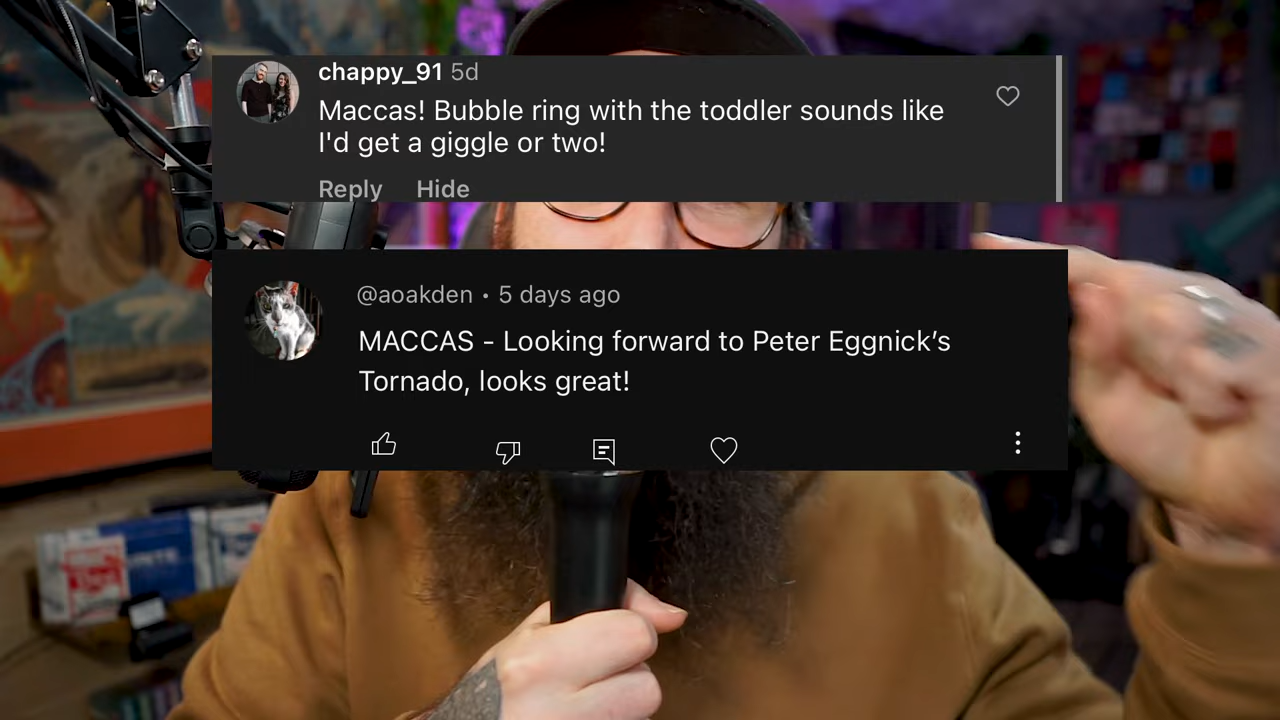 chappy_91 5d
Maccas! Bubble ring with the toddler sounds like
I'd get a giggle or two!
Reply Hide
@aoakden • 5 days ago
MACCAS - Looking forward to Peter Eggnick’s
Tornado, looks great!